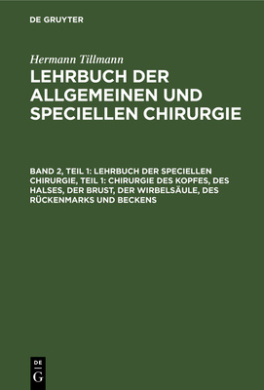 DE GRUYTER
Hermann Tillmann
LEHRBUCH DER
ALLGEMEINEN UND
SPECIELLEN CHIRURGIE
BAND 2, TEIL 1: LEHRBUCH DER SPECIELLEN
CHIRURGIE, TEIL 1: CHIRURGIE DES KOPFES, DES
HALSES, DER BRUST, DER WIRBELSÄULE, DES
RÜCKENMARKS UND BECKENS
DE
G